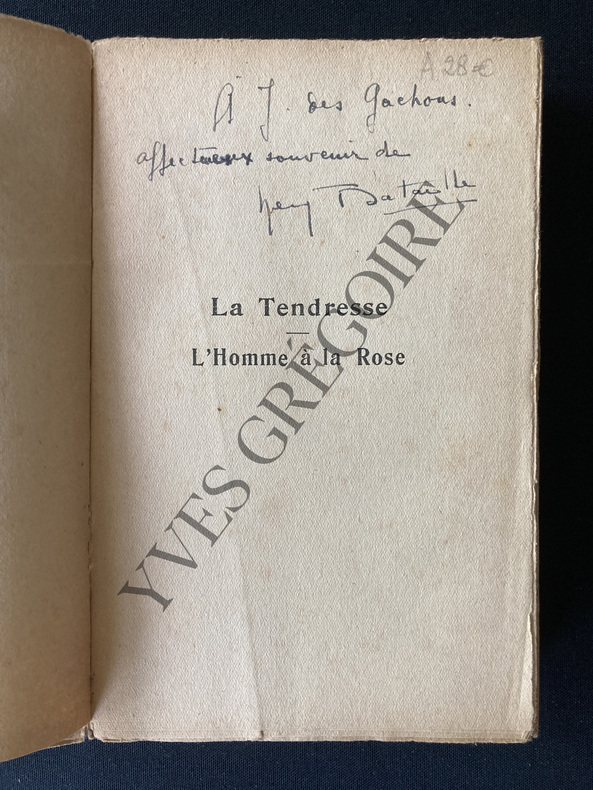 A 28 €
A J. des Gachons.
affectueux souvenir de
Henry Bataille
La Tendresse
L'Homme à la Rose
YVES GRÉGOIRE